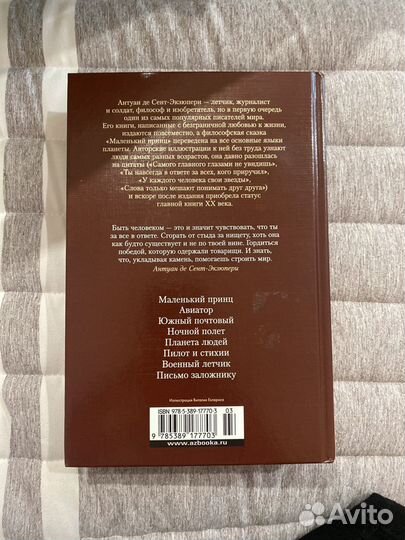 Антуан де Сент-Экзюпери — летчик, журналист
и солдат, философ и изобретатель, но в первую очередь
один из самых популярных писателей мира.
Его книги, написанные с безграничной любовью к жизни,
издаются повсеместно, а философская сказка
«Маленький принц» переведена на все основные языки
планеты. Авторские иллюстрации к ней без труда узнают
люди самых разных возрастов, она давно разошлась
на цитаты («Самого главного глазами не увидишь»,
«Ты навсегда в ответе за всех, кого приручил»,
«У каждого человека свои звезды»,
«Слова только мешают понимать друг друга»)
и вскоре после издания приобрела статус
главной книги XX века.
Быть человеком — это и значит чувствовать, что ты
за все в ответе. Сгорать от стыда за нищету, хоть она
как будто существует и не по твоей вине. Гордиться
победой, которую одержали товарищи. И знать,
что, укладывая камень, помогаешь строить мир.
Антуан де Сент-Экзюпери
Маленький принц
Авиатор
Южный почтовый
Ночной полет
Планета людей
Пилот и стихии
Военный летчик
Письмо заложнику
Иллюстрация Виталия Еклериса
ISBN 978-5-389-17770-3
03
9 785389 177703
www.azbooka.ru
Avito